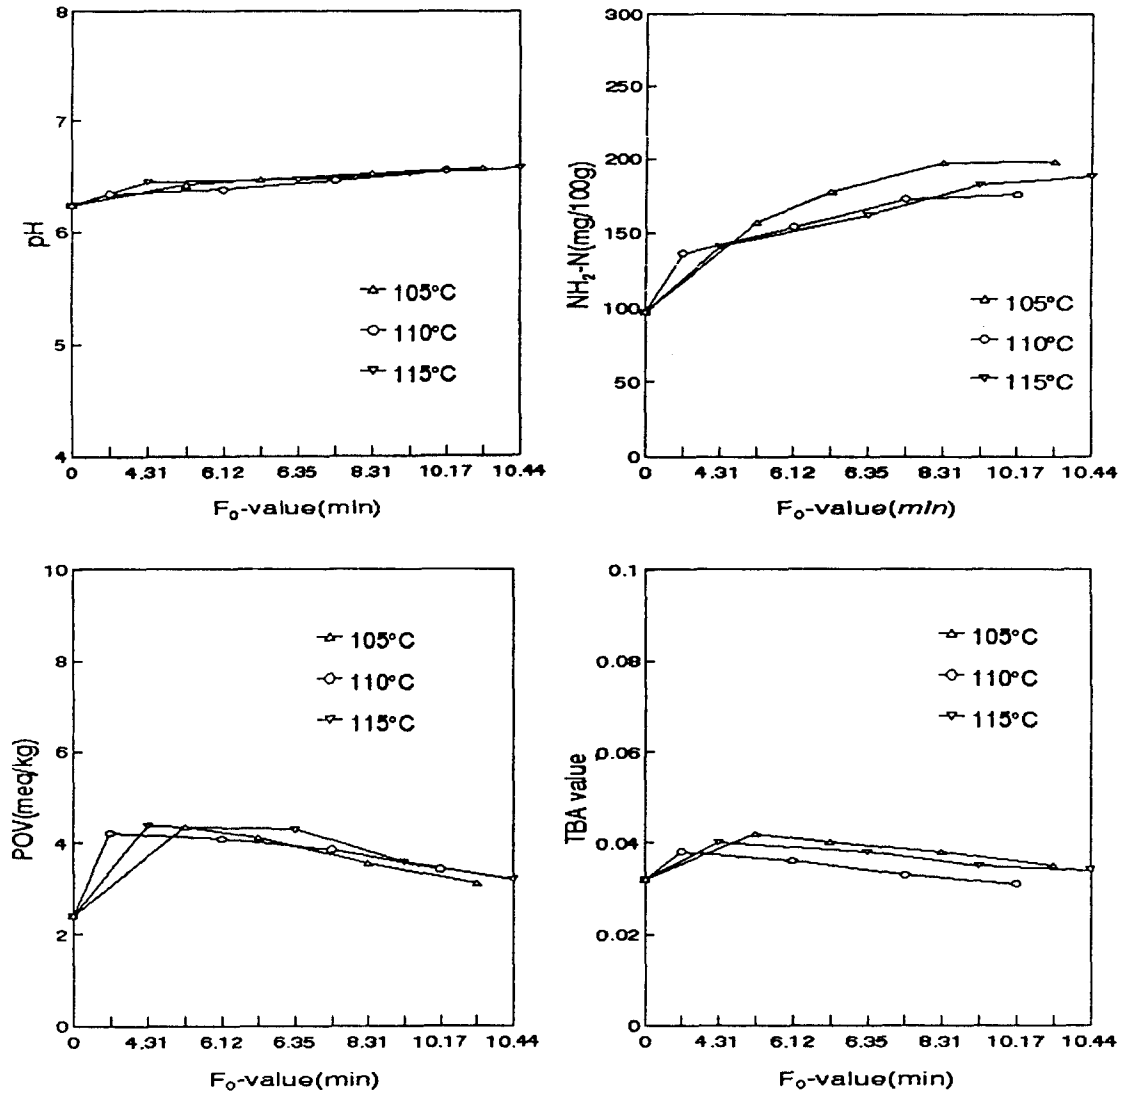 8
7
6
5
4
pH
105°C
110°C
115°C
0 4.31 6.12 6.35 8.31 10.17 10.44
F₀-value(min)
300
250
200
150
100
50
0
NH₂-N(mg/100g)
105°C
110°C
115°C
0 4.31 6.12 6.35 8.31 10.17 10.44
F₀-value(min)
10
8
6
4
2
0
POV(meq/kg)
105°C
110°C
115°C
0 4.31 6.12 6.35 8.31 10.17 10.44
F₀-value(min)
0.1
0.08
0.06
0.04
0.02
0
TBA value
105°C
110°C
115°C
0 4.31 6.12 6.35 8.31 10.17 10.44
F₀-value(min)